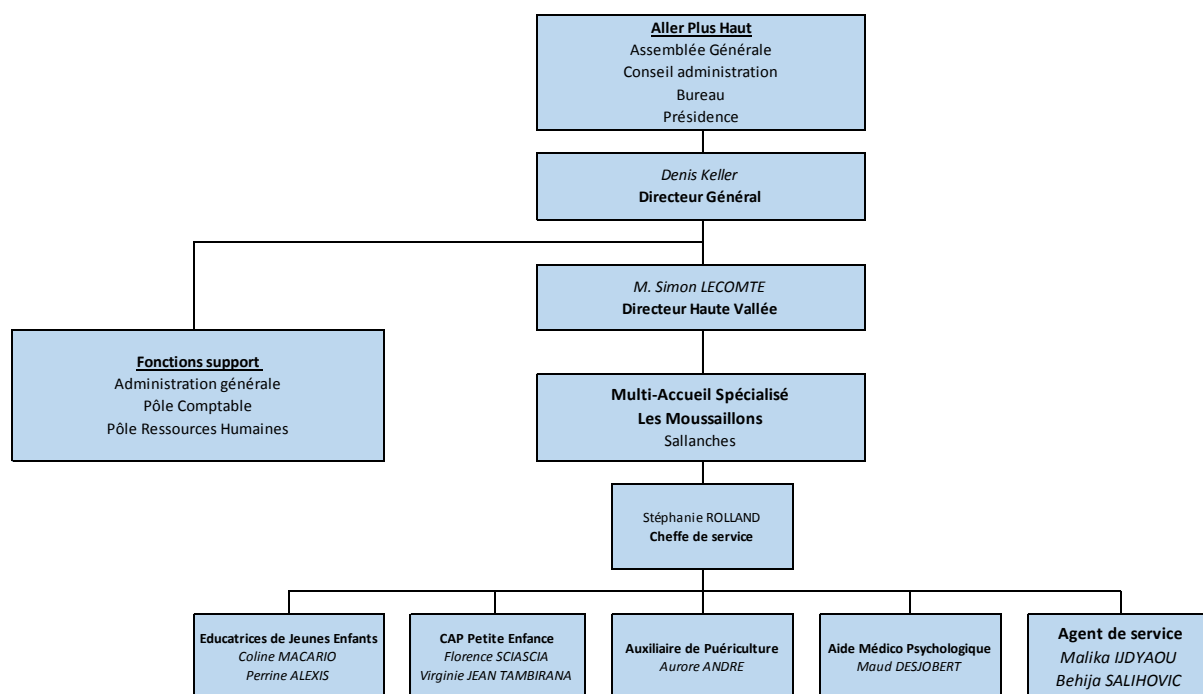 Aller Plus Haut
Assemblée Générale
Conseil administration
Bureau
Présidence
Denis Keller
Directeur Général
M. Simon LECOMTE
Directeur Haute Vallée
Fonctions support
Administration générale
Pôle Comptable
Pôle Ressources Humaines
Multi-Accueil Spécialisé
Les Moussaillons
Sallanches
Stéphanie ROLLAND
Cheffe de service
Educatrices de Jeunes Enfants
Coline MACARIO
Perrine ALEXIS
CAP Petite Enfance
Florence SCIASCIA
Virginie JEAN TAMBIRANA
Auxiliaire de Puériculture
Aurore ANDRE
Aide Médico Psychologique
Maud DESJOBERT
Agent de service
Malika IJDYAOU
Behija SALIHOVIC